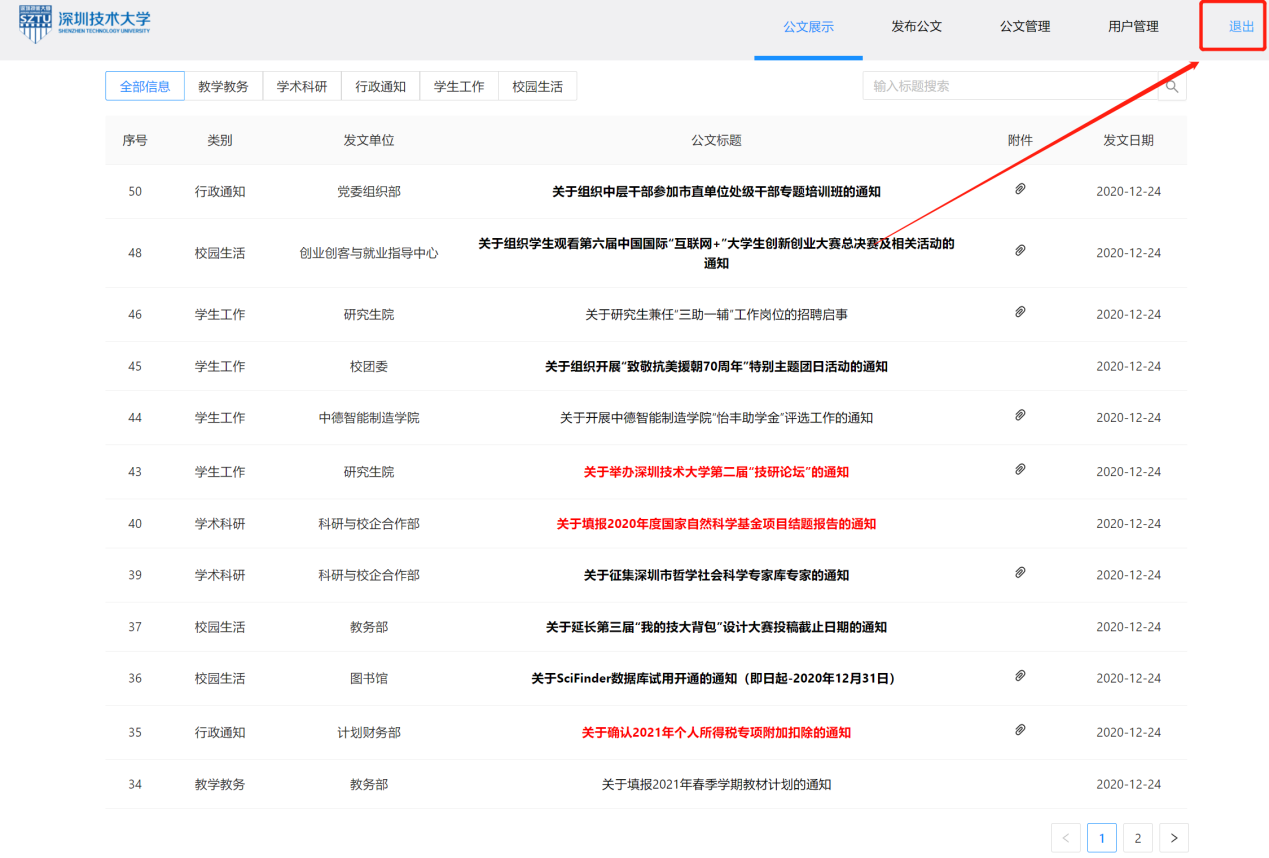 SZTU 深圳技术大学
SHENZHEN TECHNOLOGY UNIVERSITY
公文展示 发布公文 公文管理 用户管理 退出
全部信息 教学教务 学术科研 行政通知 学生工作 校园生活 输入标题搜索
序号 类别 发文单位 公文标题 附件 发文日期
50 行政通知 党委组织部 关于组织中层干部参加市直单位处级干部专题培训班的通知 2020-12-24
48 校园生活 创业创客与就业指导中心 关于组织学生观看第六届中国国际“互联网+”大学生创新创业大赛总决赛及相关活动的 2020-12-24
通知
46 学生工作 研究生院 关于研究生兼任“三助一辅”工作岗位的招聘启事 2020-12-24
45 学生工作 校团委 关于组织开展“致敬抗美援朝70周年”特别主题团日活动的通知 2020-12-24
44 学生工作 中德智能制造学院 关于开展中德智能制造学院“怡丰助学金”评选工作的通知 2020-12-24
43 学生工作 研究生院 关于举办深圳技术大学第二届“技研论坛”的通知 2020-12-24
40 学术科研 科研与校企合作部 关于填报2020年度国家自然科学基金项目结题报告的通知 2020-12-24
39 学术科研 科研与校企合作部 关于征集深圳市哲学社会科学专家库专家的通知 2020-12-24
37 校园生活 教务部 关于延长第三届“我的技大背包”设计大赛投稿截止日期的通知 2020-12-24
36 校园生活 图书馆 关于SciFinder数据库试用开通的通知（即日起-2020年12月31日） 2020-12-24
35 行政通知 计划财务部 关于确认2021年个人所得税专项附加扣除的通知 2020-12-24
34 教学教务 教务部 关于填报2021年春季学期教材计划的通知 2020-12-24
< 1 2 >